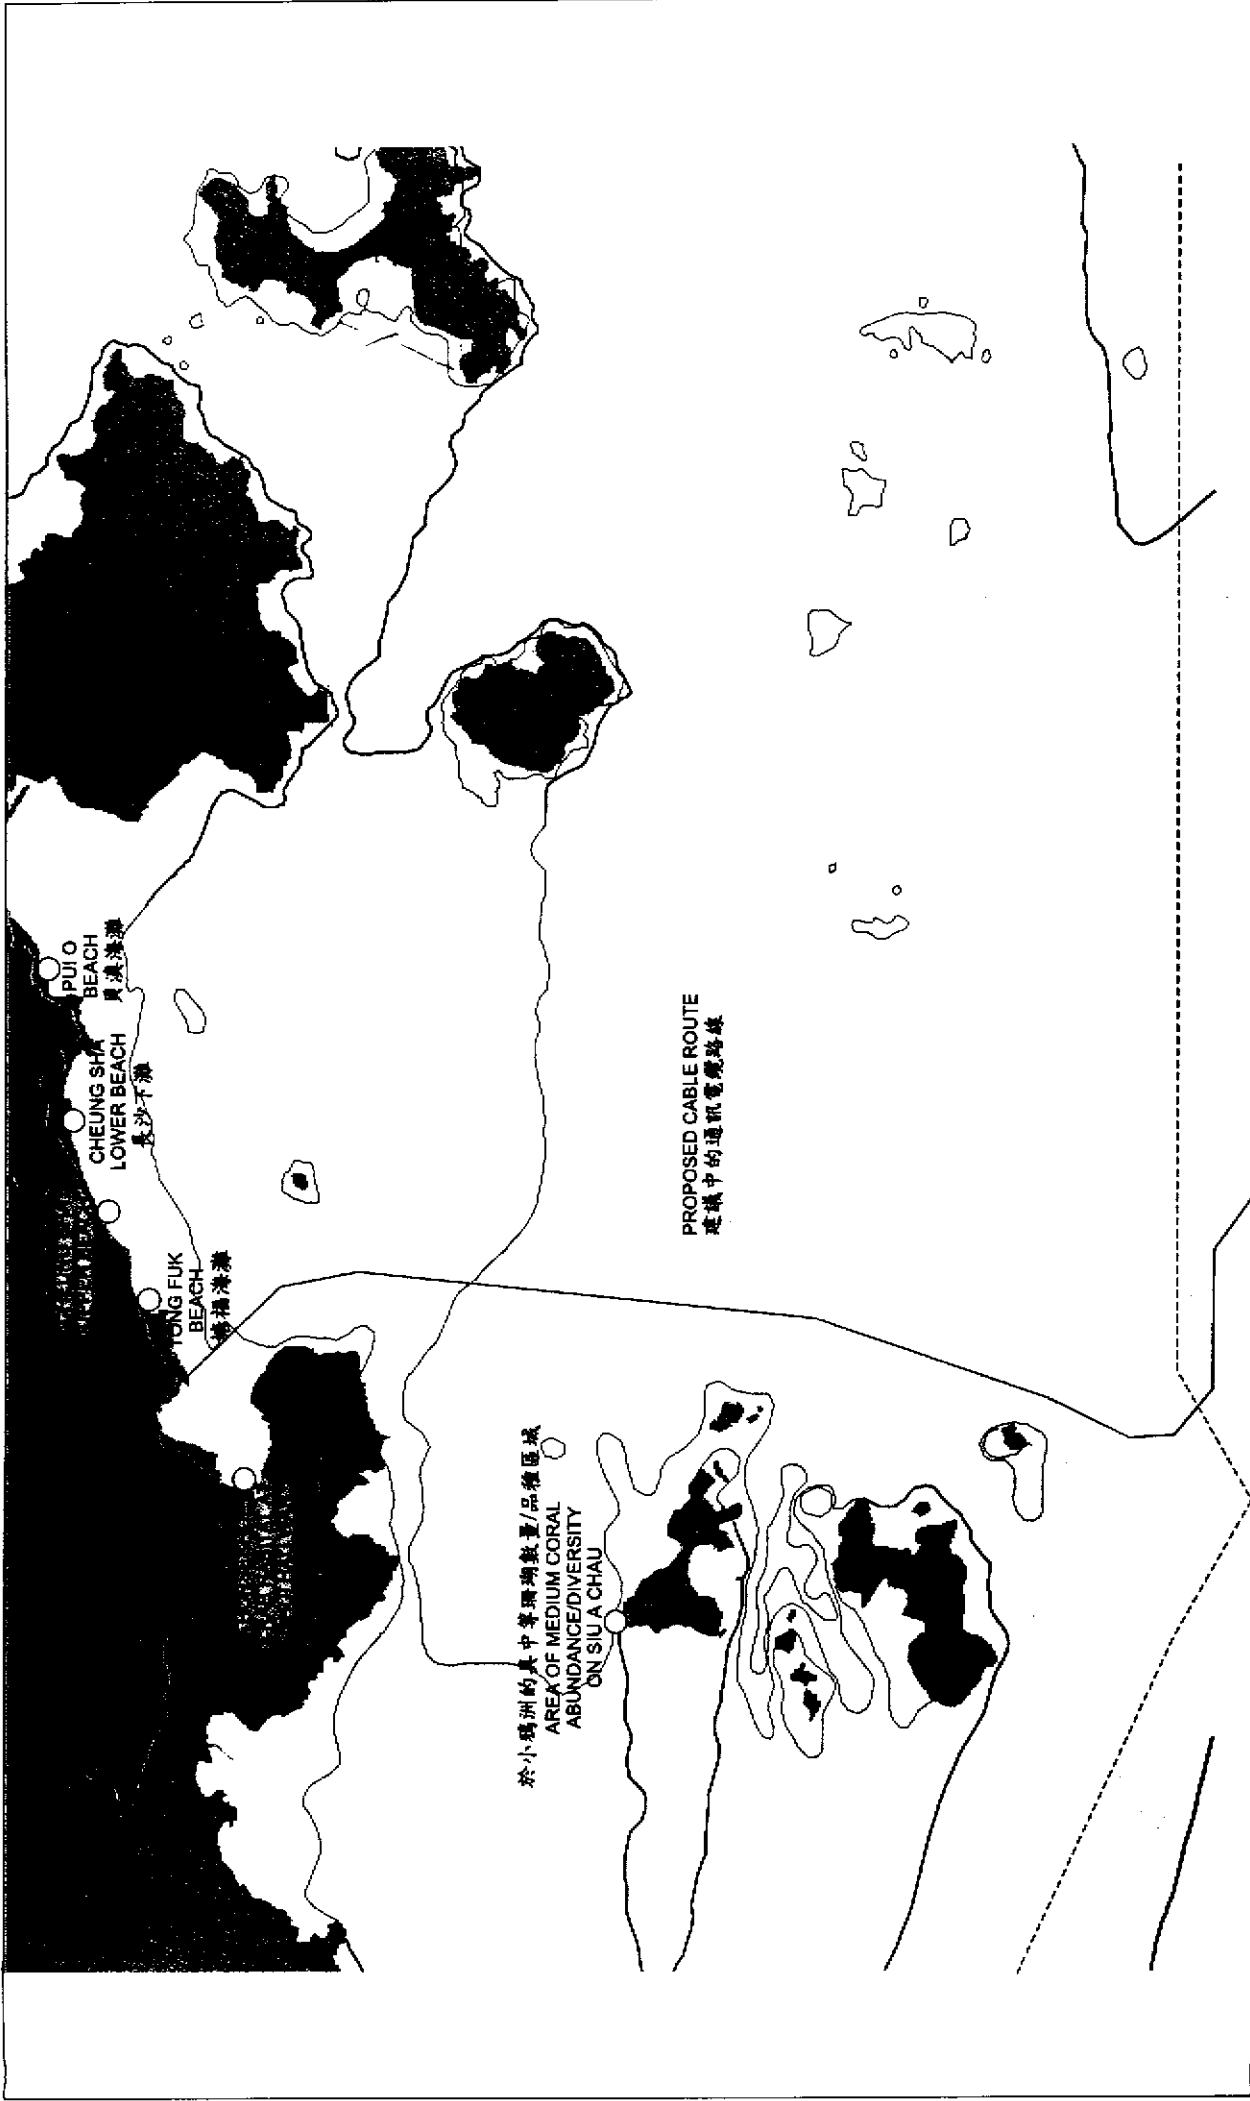 PUI O
BEACH
貝澳海灘
CHEUNG SHA
LOWER BEACH
長沙下灘
TONG FUK
BEACH
塘福海灘
PROPOSED CABLE ROUTE
建議中的通訊電纜路線
於小鴉洲的具中等珊瑚數量/品種區域
AREA OF MEDIUM CORAL
ABUNDANCE/DIVERSITY
ON SIU A CHAU